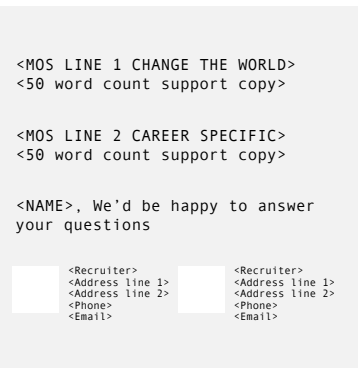 <MOS LINE 1 CHANGE THE WORLD>
<50 word count support copy>
<MOS LINE 2 CAREER SPECIFIC>
<50 word count support copy>
<NAME>, We'd be happy to answer
your questions
<Recruiter>
<Address line 1>
<Address line 2>
<Phone>
<Email>
<Recruiter>
<Address line 1>
<Address line 2>
<Phone>
<Email>